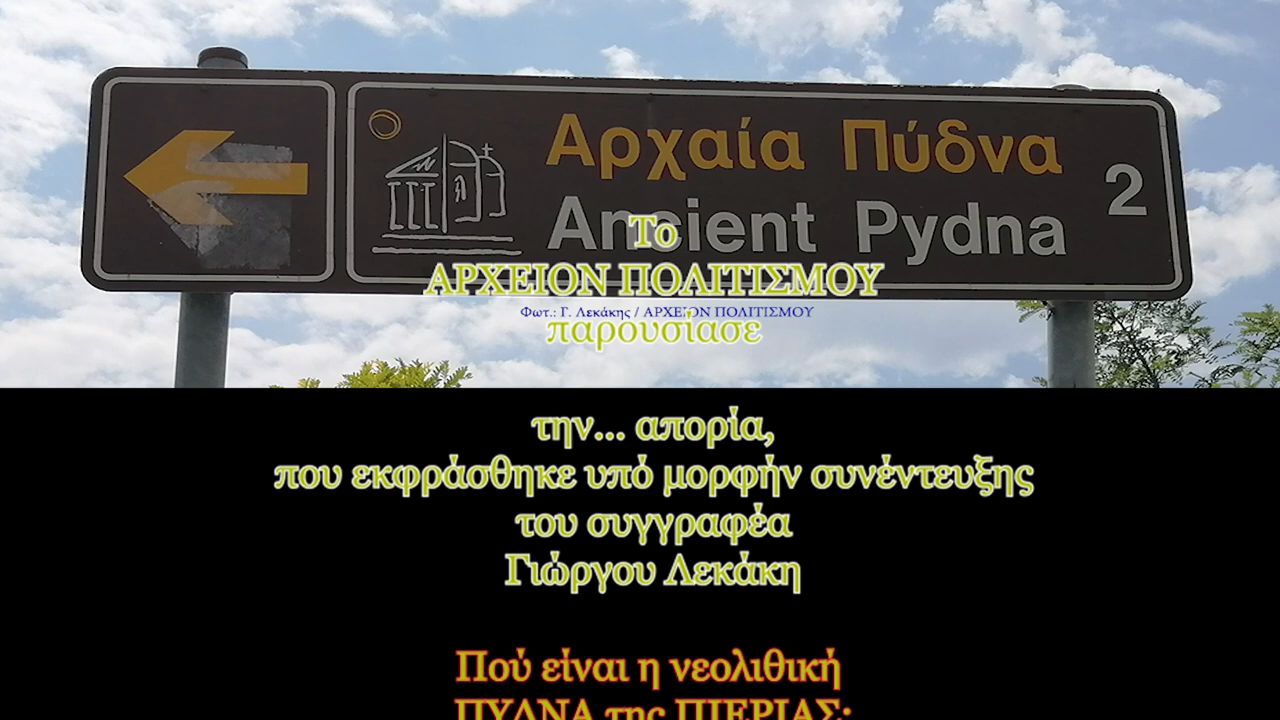 Αρχαία Πύδνα
2
Ancient Pydna
Το
ΑΡΧΕΙΟΝ ΠΟΛΙΤΙΣΜΟΥ
Φωτ.: Γ. Λεκάκης / ΑΡΧΕΙΟΝ ΠΟΛΙΤΙΣΜΟΥ
παρουσίασε
την... απορία,
που εκφράσθηκε υπό μορφήν συνέντευξης
του συγγραφέα
Γιώργου Λεκάκη
Πού είναι η νεολιθική
ΠΥΔΝΑ της ΠΙΕΡΙΑΣ;